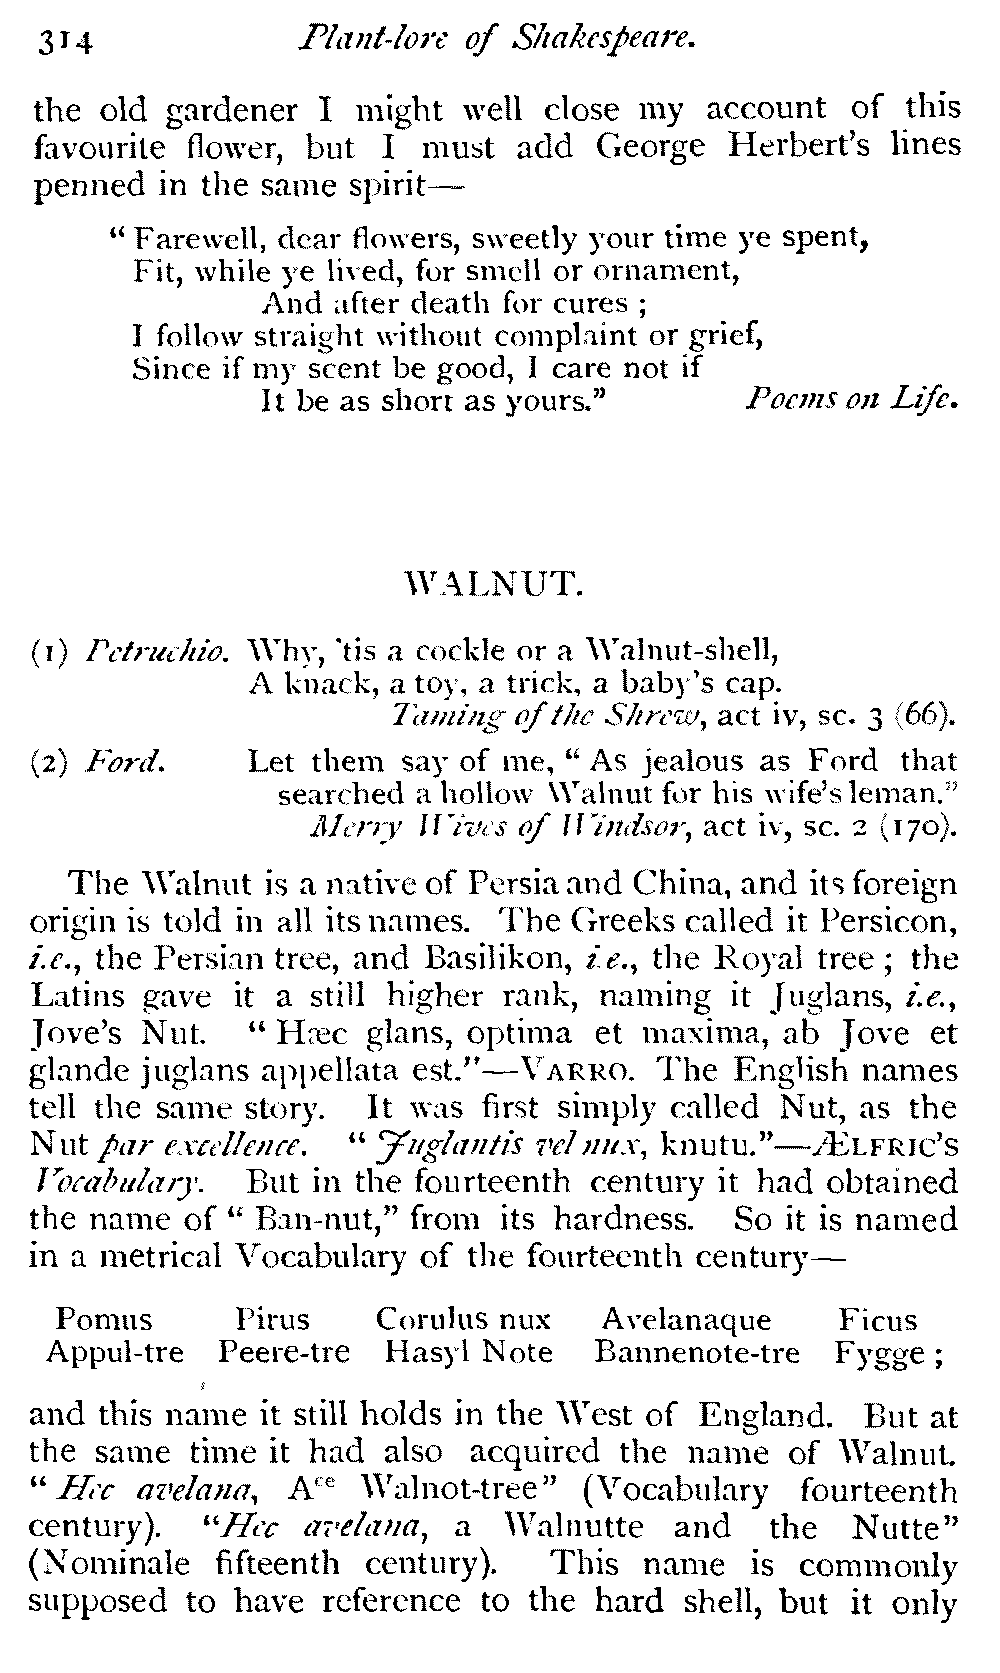 314 Plant-lore of Shakespeare.
the old gardener I might well close my account of this
favourite flower, but I must add George Herbert's lines
penned in the same spirit—
“ Farewell, dear flowers, sweetly your time ye spent,
Fit, while ye lived, for smell or ornament,
And after death for cures ;
I follow straight without complaint or grief,
Since if my scent be good, I care not if
It be as short as yours.” Poems on Life.
WALNUT.
(1) Petruchio. Why, 'tis a cockle or a Walnut-shell,
A knack, a toy, a trick, a baby's cap.
Taming of the Shrew, act iv, sc. 3 (66).
(2) Ford. Let them say of me, “ As jealous as Ford that
searched a hollow Walnut for his wife's leman.”
Merry Wives of Windsor, act iv, sc. 2 (170).
The Walnut is a native of Persia and China, and its foreign
origin is told in all its names. The Greeks called it Persicon,
i.e., the Persian tree, and Basilikon, i.e., the Royal tree ; the
Latins gave it a still higher rank, naming it Juglans, i.e.,
Jove's Nut. “ Hæc glans, optima et maxima, ab Jove et
glande juglans appellata est.”—VARRO. The English names
tell the same story. It was first simply called Nut, as the
Nut par excellence. “ Juglantis vel nux, knutu.”—ÆLFRIC'S
Vocabulary. But in the fourteenth century it had obtained
the name of “ Ban-nut,” from its hardness. So it is named
in a metrical Vocabulary of the fourteenth century—
Pomus Pirus Corulus nux Avelanaque Ficus
Appul-tre Peere-tre Hasyl Note Bannenote-tre Fygge ;
and this name it still holds in the West of England. But at
the same time it had also acquired the name of Walnut.
“ Hec avelana, Ace Walnot-tree” (Vocabulary fourteenth
century). “Hec avelana, a Walnutte and the Nutte”
(Nominale fifteenth century). This name is commonly
supposed to have reference to the hard shell, but it only